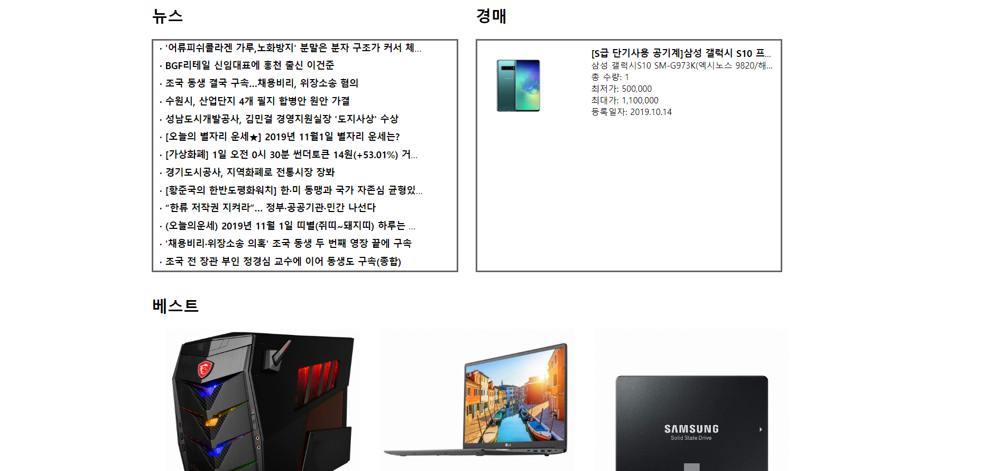 뉴스
· '어류피쉬콜라겐 가루,노화방지' 분말은 분자 구조가 커서 체...
· BGF리테일 신임대표에 홍천 출신 이건준
· 조국 동생 결국 구속...채용비리, 위장소송 혐의
· 수원시, 산업단지 4개 필지 합병안 원안 가결
· 성남도시개발공사, 김민걸 경영지원실장 '도지사상' 수상
· [오늘의 별자리 운세★] 2019년 11월1일 별자리 운세는?
· [가상화폐] 1일 오전 0시 30분 썬더토큰 14원(+53.01%) 거...
· 경기도시공사, 지역화폐로 전통시장 장봐
· [황준국의 한반도평화워치] 한·미 동맹과 국가 자존심 균형있...
· “한류 저작권 지켜라”... 정부·공공기관·민간 나선다
· (오늘의운세) 2019년 11월 1일 띠별(쥐띠~돼지띠) 하루는 ...
· '채용비리·위장소송 의혹' 조국 동생 두 번째 영장 끝에 구속
· 조국 전 장관 부인 정경심 교수에 이어 동생도 구속(종합)
경매
[S급 단기사용 공기계]삼성 갤럭시 S10 프...
삼성 갤럭시S10 SM-G973K(엑시노스 9820/해...
총 수량: 1
최저가: 500,000
최대가: 1,100,000
등록일자: 2019.10.14
베스트
LG
SAMSUNG
Solid State Drive